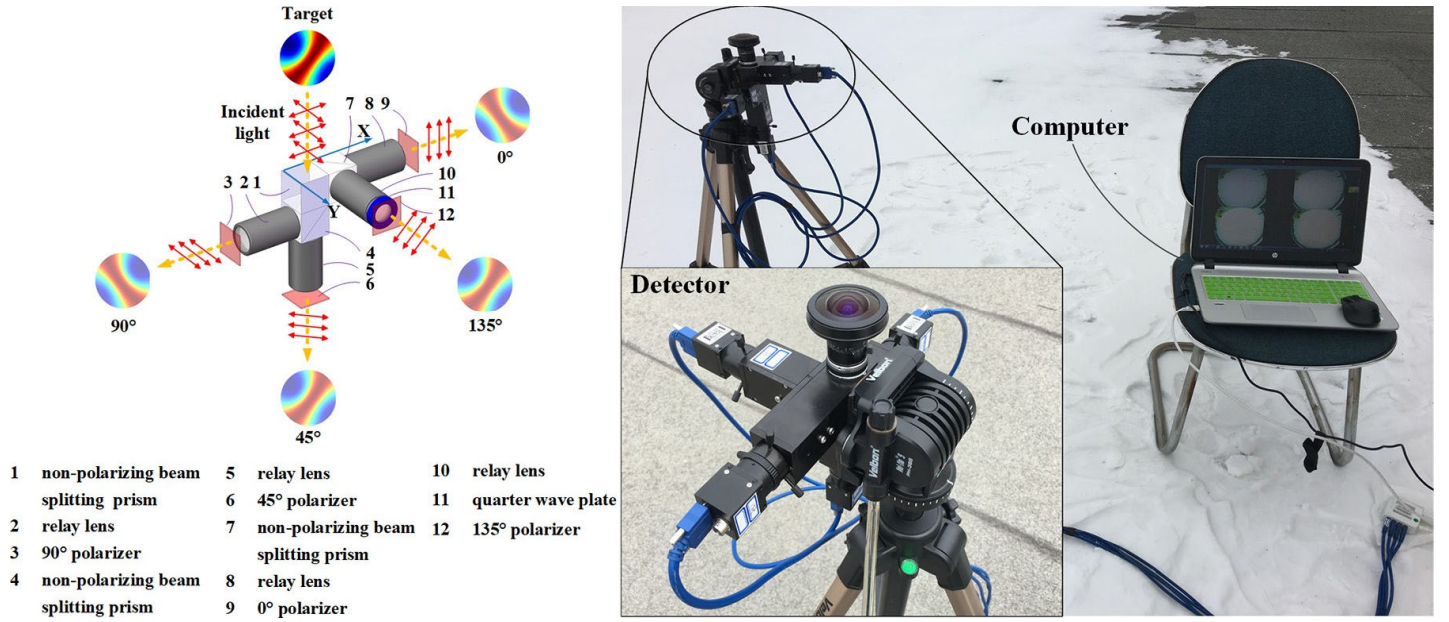 Target
Incident
light
X
7 8 9
0°
3 2 1
Y
10
11
12
4
5
6
90°
135°
45°
1 non-polarizing beam
splitting prism
2 relay lens
3 90° polarizer
4 non-polarizing beam
splitting prism
5 relay lens
6 45° polarizer
7 non-polarizing beam
splitting prism
8 relay lens
9 0° polarizer
10 relay lens
11 quarter wave plate
12 135° polarizer
Computer
Detector
Velbon
Velbon